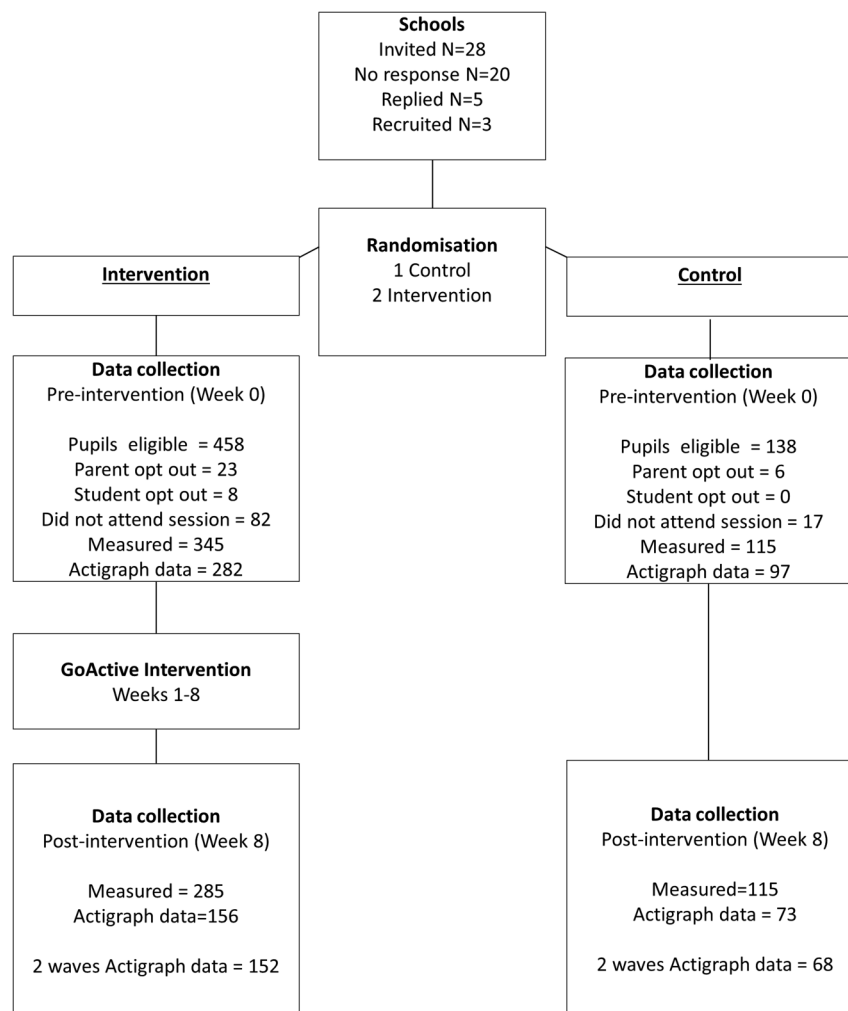 Schools
Invited N=28
No response N=20
Replied N=5
Recruited N=3
Randomisation
1 Control
2 Intervention
Intervention
Control
Data collection
Pre-intervention (Week 0)
Pupils eligible = 458
Parent opt out = 23
Student opt out = 8
Did not attend session = 82
Measured = 345
Actigraph data = 282
Data collection
Pre-intervention (Week 0)
Pupils eligible = 138
Parent opt out = 6
Student opt out = 0
Did not attend session = 17
Measured = 115
Actigraph data = 97
GoActive Intervention
Weeks 1-8
Data collection
Post-intervention (Week 8)
Measured = 285
Actigraph data=156
2 waves Actigraph data = 152
Data collection
Post-intervention (Week 8)
Measured=115
Actigraph data = 73
2 waves Actigraph data = 68